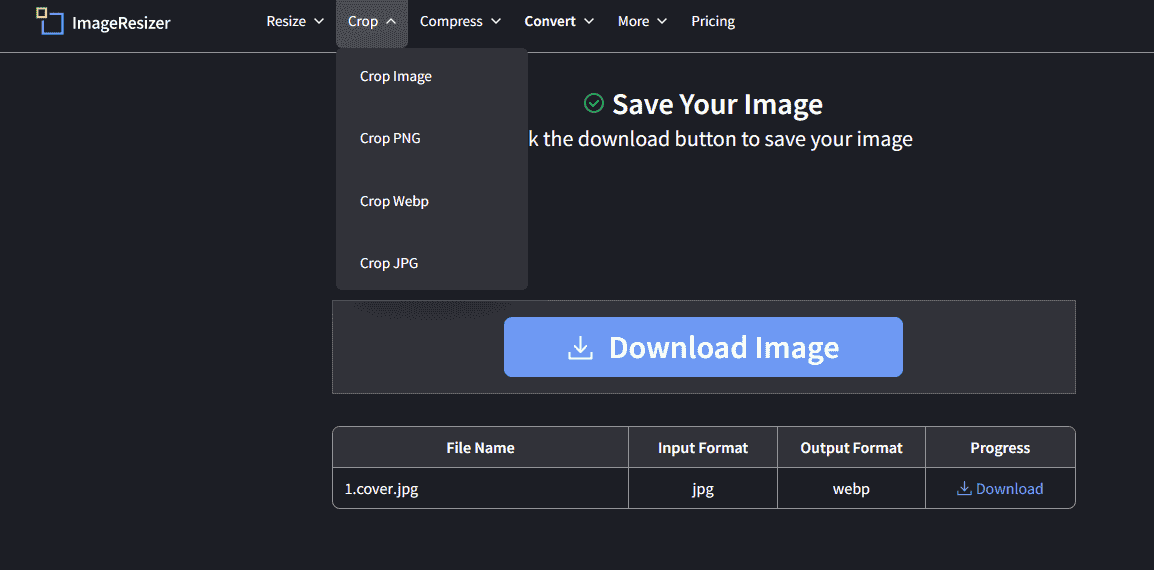 ImageResizer Resize Crop Compress Convert More Pricing
Crop Image
Crop PNG
Crop Webp
Crop JPG
Save Your Image
k the download button to save your image
Download Image
File Name Input Format Output Format Progress
1.cover.jpg jpg webp Download